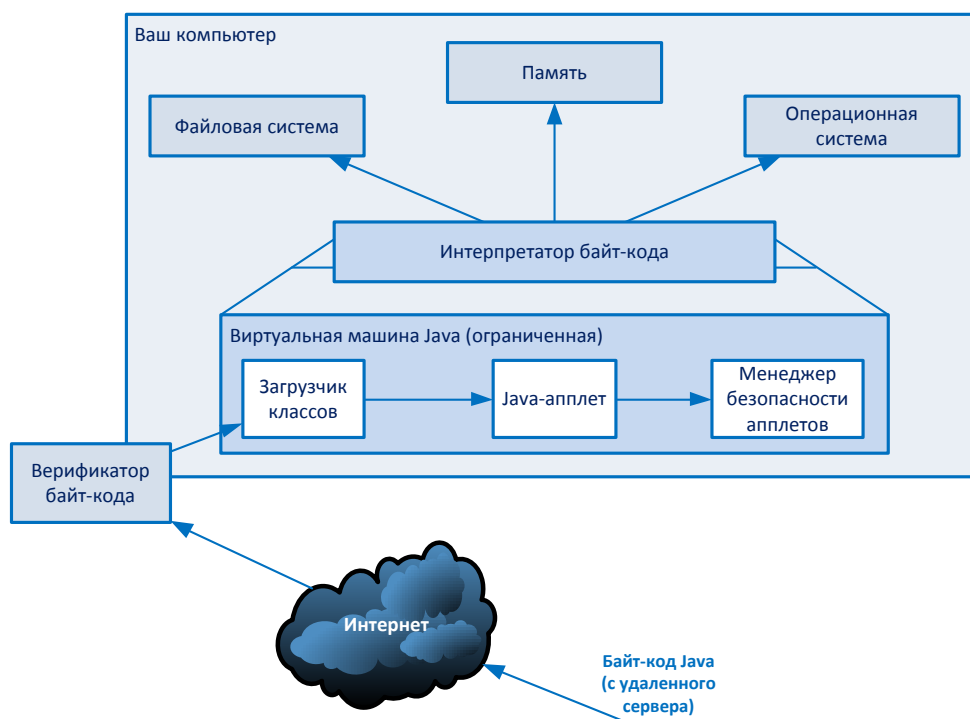 Ваш компьютер
Память
Файловая система
Операционная
система
Интерпретатор байт-кода
Виртуальная машина Java (ограниченная)
Загрузчик
классов
Java-апплет
Менеджер
безопасности
апплетов
Верификатор
байт-кода
Интернет
Байт-код Java
(с удаленного
сервера)